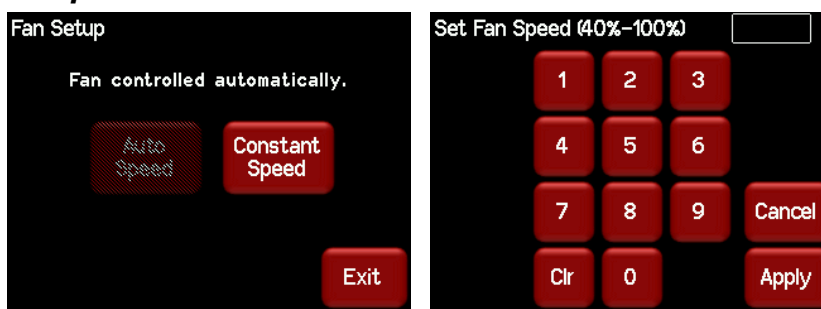 Fan Setup
Fan controlled automatically.
Auto
Speed
Constant
Speed
Exit
Set Fan Speed (40%-100%)
1 2 3
4 5 6
7 8 9 Cancel
Clr 0 Apply